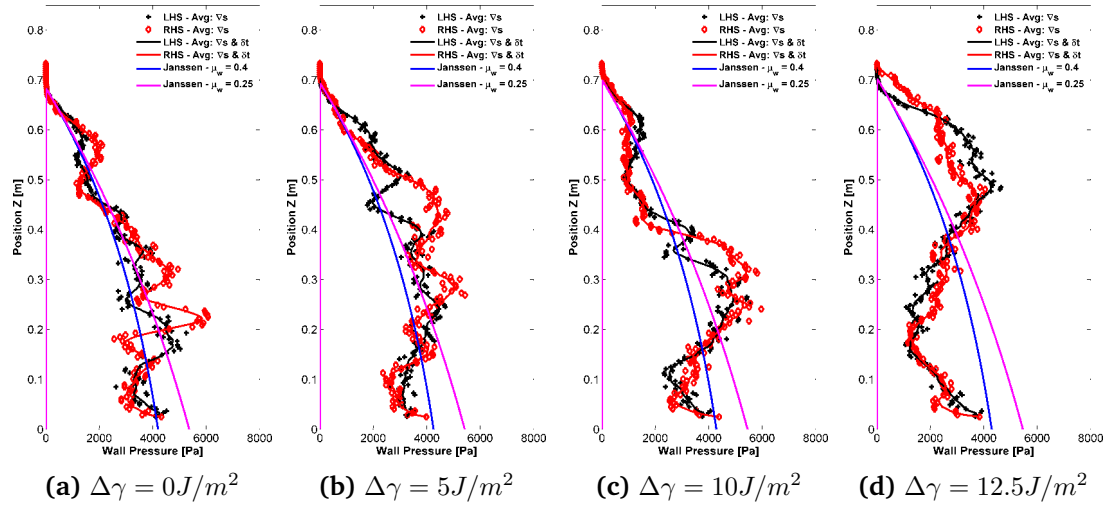 LHS - Avg: ∇s
RHS - Avg: ∇s
LHS - Avg: ∇s & δt
RHS - Avg: ∇s & δt
Janssen - μw = 0.4
Janssen - μw = 0.25
Position Z [m]
0.8
0.7
0.6
0.5
0.4
0.3
0.2
0.1
0
0 2000 4000 6000 8000
Wall Pressure [Pa]
(a) Δγ = 0J/m²
LHS - Avg: ∇s
RHS - Avg: ∇s
LHS - Avg: ∇s & δt
RHS - Avg: ∇s & δt
Janssen - μw = 0.4
Janssen - μw = 0.25
Position Z [m]
0.8
0.7
0.6
0.5
0.4
0.3
0.2
0.1
0
0 2000 4000 6000 8000
Wall Pressure [Pa]
(b) Δγ = 5J/m²
LHS - Avg: ∇s
RHS - Avg: ∇s
LHS - Avg: ∇s & δt
RHS - Avg: ∇s & δt
Janssen - μw = 0.4
Janssen - μw = 0.25
Position Z [m]
0.8
0.7
0.6
0.5
0.4
0.3
0.2
0.1
0
0 2000 4000 6000 8000
Wall Pressure [Pa]
(c) Δγ = 10J/m²
LHS - Avg: ∇s
RHS - Avg: ∇s
LHS - Avg: ∇s & δt
RHS - Avg: ∇s & δt
Janssen - μw = 0.4
Janssen - μw = 0.25
Position Z [m]
0.8
0.7
0.6
0.5
0.4
0.3
0.2
0.1
0
0 2000 4000 6000 8000
Wall Pressure [Pa]
(d) Δγ = 12.5J/m²